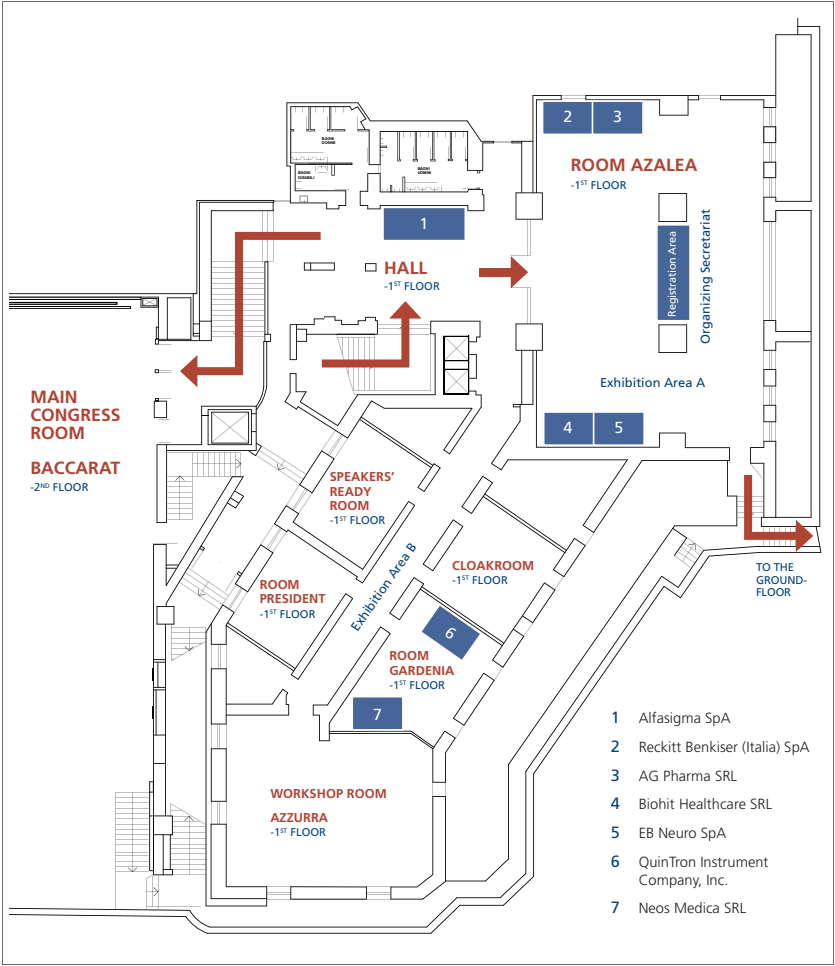 BAGNI
DONNE
BAGNI
DISABILI
BAGNI
UOMINI
1
2
3
ROOM AZALEA
-1ST FLOOR
Registration Area
Organizing Secretariat
HALL
-1ST FLOOR
Exhibition Area A
4
5
MAIN
CONGRESS
ROOM
BACCARAT
-2ND FLOOR
SPEAKERS'
READY
ROOM
-1ST FLOOR
CLOAKROOM
-1ST FLOOR
ROOM
PRESIDENT
-1ST FLOOR
Exhibition Area B
6
ROOM
GARDENIA
-1ST FLOOR
7
TO THE
GROUND-
FLOOR
WORKSHOP ROOM
AZZURRA
-1ST FLOOR
1 Alfasigma SpA
2 Reckitt Benkiser (Italia) SpA
3 AG Pharma SRL
4 Biohit Healthcare SRL
5 EB Neuro SpA
6 QuinTron Instrument
Company, Inc.
7 Neos Medica SRL